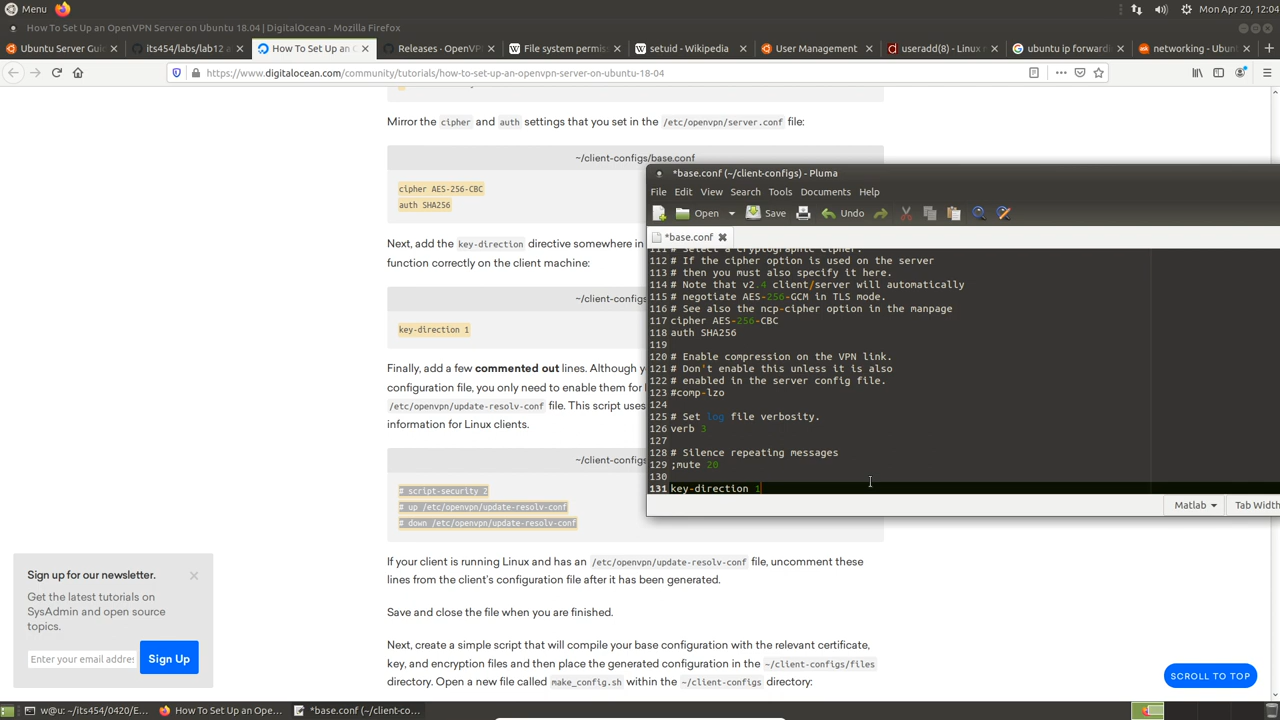 Menu
Mon Apr 20, 12:04
How To Set Up an OpenVPN Server on Ubuntu 18.04 | DigitalOcean - Mozilla Firefox
Ubuntu Server Guid
its454/labs/lab12 a
How To Set Up an O
Releases - OpenVP
File system permis
setuid - Wikipedia
User Management
useradd(8) - Linux m
ubuntu ip forwardi
networking - Ubunt
https://www.digitalocean.com/community/tutorials/how-to-set-up-an-openvpn-server-on-ubuntu-18-04
Mirror the cipher and auth settings that you set in the /etc/openvpn/server.conf file:
~/client-configs/base.conf
cipher AES-256-CBC
auth SHA256
Next, add the key-direction directive somewhere in
function correctly on the client machine:
~/client-configs
key-direction 1
Finally, add a few commented out lines. Although y
configuration file, you only need to enable them for
/etc/openvpn/update-resolv-conf file. This script uses
information for Linux clients.
~/client-configs
# script-security 2
# up /etc/openvpn/update-resolv-conf
# down /etc/openvpn/update-resolv-conf
If your client is running Linux and has an /etc/openvpn/update-resolv-conf file, uncomment these
lines from the client's configuration file after it has been generated.
Save and close the file when you are finished.
Next, create a simple script that will compile your base configuration with the relevant certificate,
key, and encryption files and then place the generated configuration in the ~/client-configs/files
directory. Open a new file called make_config.sh within the ~/client-configs directory:
*base.conf (~/client-configs) - Pluma
File Edit View Search Tools Documents Help
Open Save Undo
*base.conf
111 # Select a cryptographic cipher.
112 # If the cipher option is used on the server
113 # then you must also specify it here.
114 # Note that v2.4 client/server will automatically
115 # negotiate AES-256-GCM in TLS mode.
116 # See also the ncp-cipher option in the manpage
117 cipher AES-256-CBC
118 auth SHA256
119
120 # Enable compression on the VPN link.
121 # Don't enable this unless it is also
122 # enabled in the server config file.
123 #comp-lzo
124
125 # Set log file verbosity.
126 verb 3
127
128 # Silence repeating messages
129 ;mute 20
130
131 key-direction 1
Matlab
Tab Width
Sign up for our newsletter.
Get the latest tutorials on
SysAdmin and open source
topics.
Enter your email addres
Sign Up
SCROLL TO TOP
w@u: ~/its454/0420/E...
How To Set Up an Ope...
*base.conf (~/client-co...